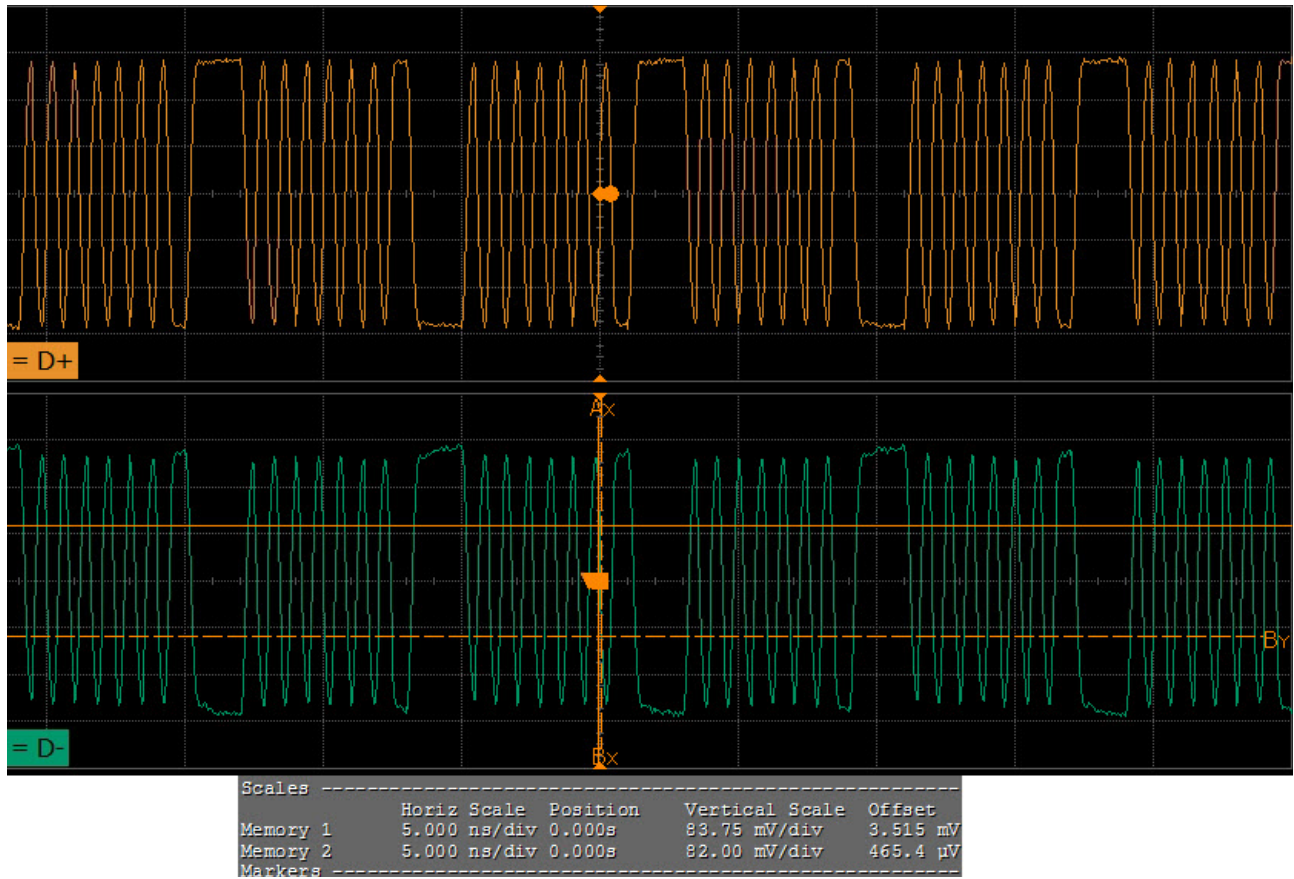 = D+
Ax
By
= D-
Bx
Scales
Horiz Scale Position Vertical Scale Offset
Memory 1 5.000 ns/div 0.000s 83.75 mV/div 3.515 mV
Memory 2 5.000 ns/div 0.000s 82.00 mV/div 465.4 µV
Markers